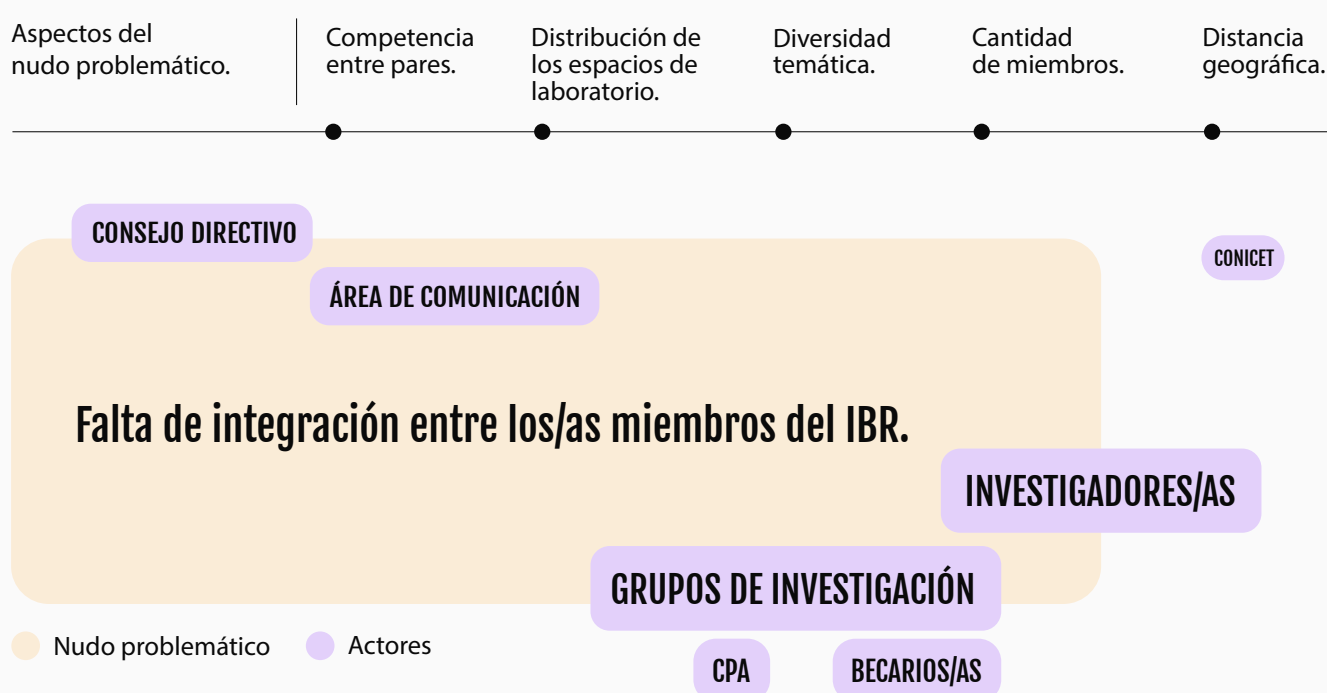 Aspectos del
nudo problemático.
Competencia
entre pares.
Distribución de
los espacios de
laboratorio.
Diversidad
temática.
Cantidad
de miembros.
Distancia
geográfica.
CONSEJO DIRECTIVO
CONICET
ÁREA DE COMUNICACIÓN
Falta de integración entre los/as miembros del IBR.
INVESTIGADORES/AS
GRUPOS DE INVESTIGACIÓN
Nudo problemático
Actores
CPA
BECARIOS/AS